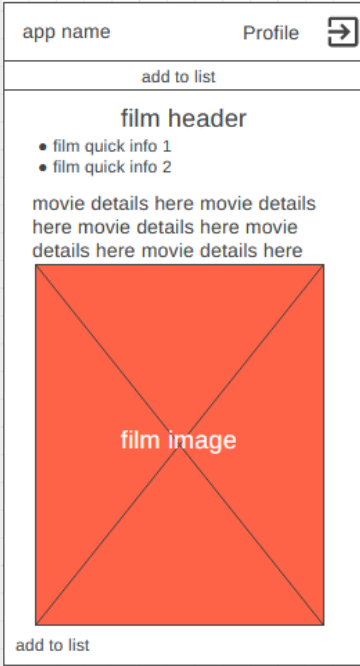 app name Profile
add to list
film header
● film quick info 1
● film quick info 2
movie details here movie details
here movie details here movie
details here movie details here
film image
add to list